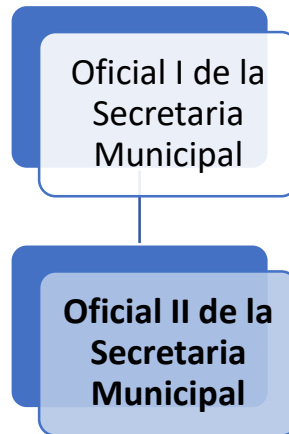 Oficial I de la
Secretaria
Municipal
Oficial II de la
Secretaria
Municipal